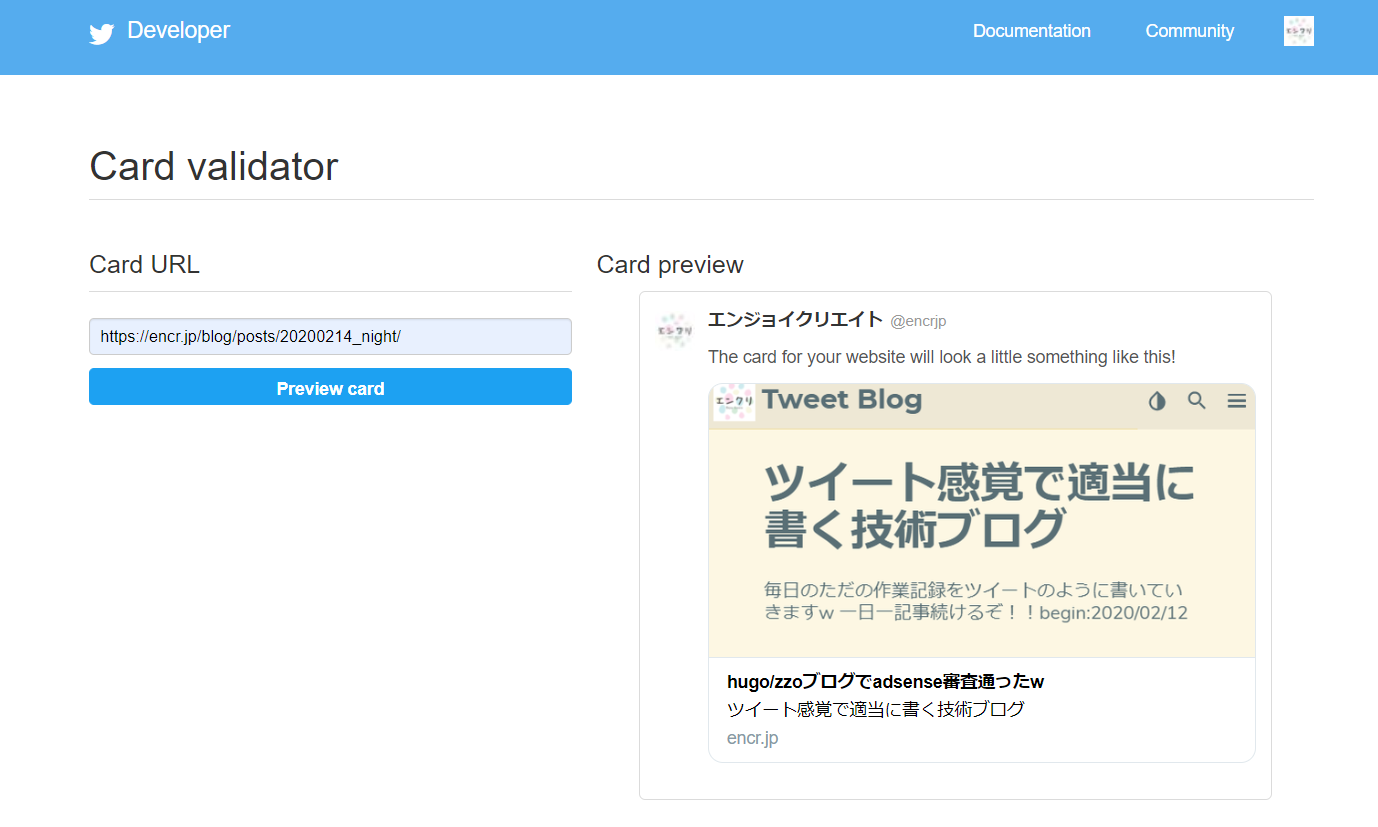 Developer
Documentation
Community
エンクリ
Card validator
Card URL
https://encr.jp/blog/posts/20200214_night/
Preview card
Card preview
エンクリ
エンジョイクリエイト @encrjp
The card for your website will look a little something like this!
エンクリ
Tweet Blog
ツイート感覚で適当に
書く技術ブログ
毎日のただの作業記録をツイートのように書いてい
きますw 一日一記事続けるぞ！！begin:2020/02/12
hugo/zzoブログでadsense審査通ったw
ツイート感覚で適当に書く技術ブログ
encr.jp